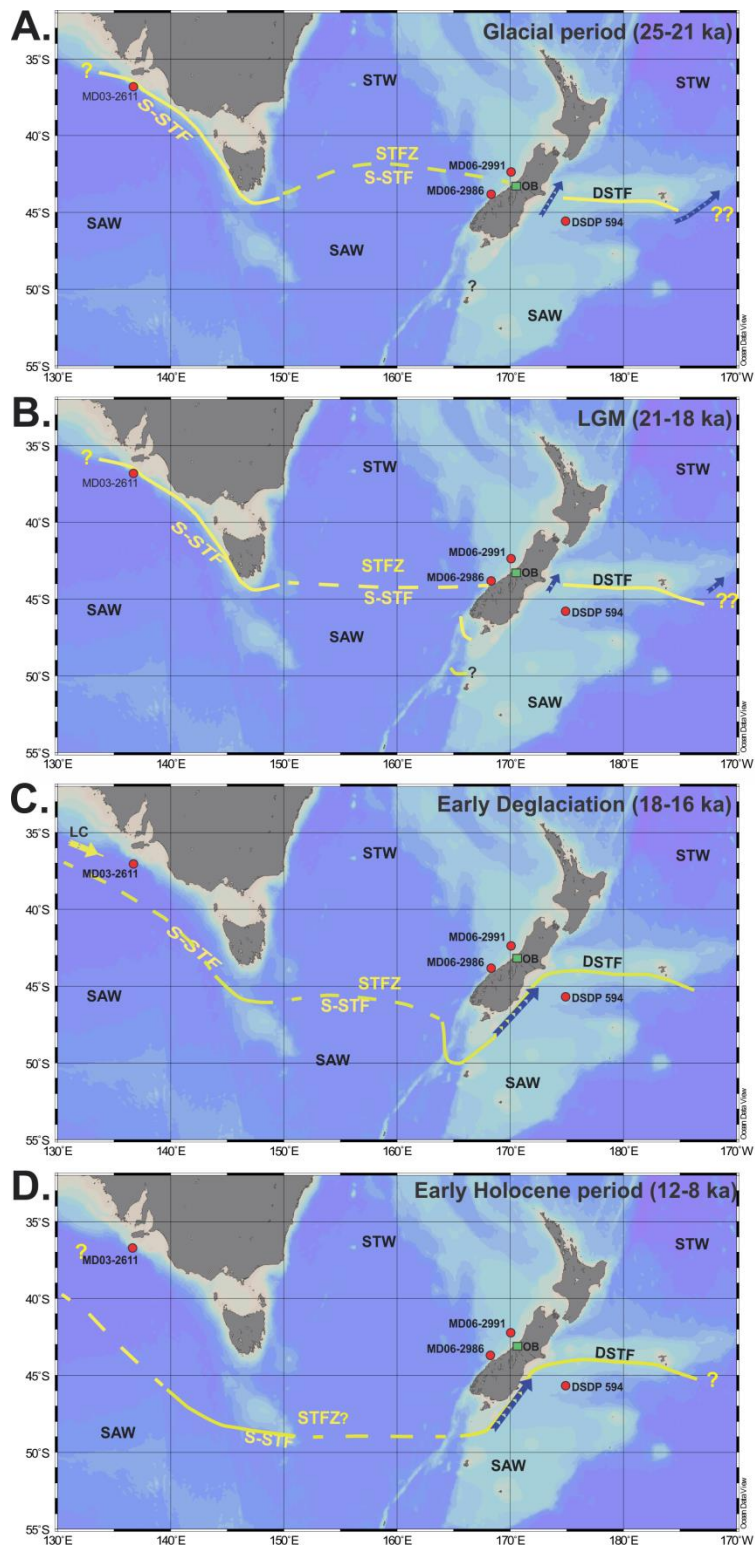 A.
Glacial period (25-21 ka)
35°S
40°S
45°S
50°S
55°S
?
MD03-2611
S-STF
STW
STW
STFZ
S-STF
MD06-2991
MD06-2986
OB
DSTF
??
DSDP 594
SAW
SAW
SAW
?
130°E
140°E
150°E
160°E
170°E
180°E
170°W
Ocean Data View
B.
LGM (21-18 ka)
35°S
40°S
45°S
50°S
55°S
?
MD03-2611
S-STF
STW
STW
STFZ
S-STF
MD06-2991
MD06-2986
OB
DSTF
??
DSDP 594
SAW
SAW
SAW
?
130°E
140°E
150°E
160°E
170°E
180°E
170°W
Ocean Data View
C.
Early Deglaciation (18-16 ka)
35°S
40°S
45°S
50°S
55°S
LC
MD03-2611
S-STF
STW
STW
STFZ
S-STF
MD06-2991
MD06-2986
OB
DSTF
DSDP 594
SAW
SAW
SAW
130°E
140°E
150°E
160°E
170°E
180°E
170°W
Ocean Data View
D.
Early Holocene period (12-8 ka)
35°S
40°S
45°S
50°S
55°S
?
MD03-2611
STW
STW
MD06-2991
MD06-2986
OB
DSTF
?
DSDP 594
STFZ?
S-STF
SAW
SAW
130°E
140°E
150°E
160°E
170°E
180°E
170°W
Ocean Data View